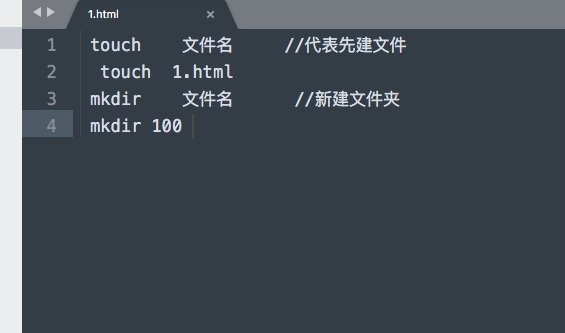 1.html
1 touch 文件名 //代表先建文件
2 touch 1.html
3 mkdir 文件名 //新建文件夹
4 mkdir 100